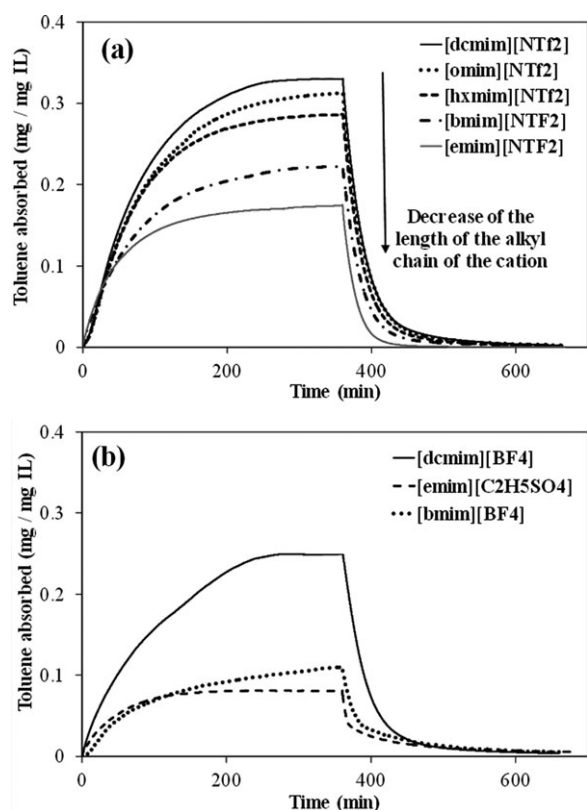 (a)
Toluene absorbed (mg / mg IL)
0.4
0.3
0.2
0.1
0
[dcmim][NTf2]
[omim][NTf2]
[hxmim][NTf2]
[bmim][NTF2]
[emim][NTF2]
Decrease of the
length of the alkyl
chain of the cation
0
200
400
600
Time (min)
(b)
Toluene absorbed (mg / mg IL)
0.4
0.3
0.2
0.1
0
[dcmim][BF4]
[emim][C2H5SO4]
[bmim][BF4]
0
200
400
600
Time (min)